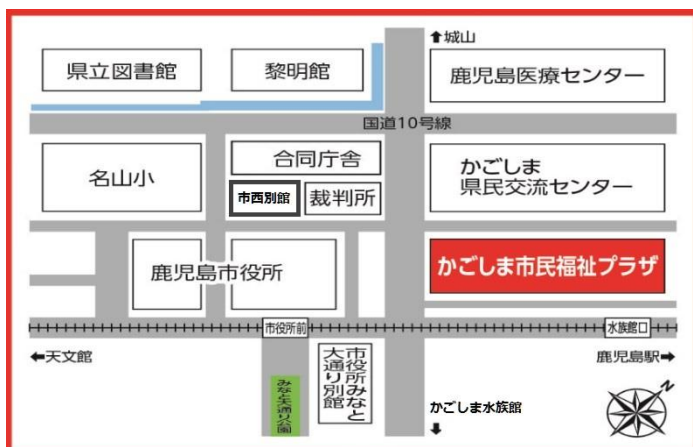 ⬆城山
県立図書館
黎明館
鹿児島医療センター
国道10号線
名山小
合同庁舎
市西別館
裁判所
かごしま
県民交流センター
鹿児島市役所
かごしま市民福祉プラザ
市役所前
水族館口
⬅天文館
鹿児島駅➡
市役所みなと
大通り別館
みなと大通り公園
かごしま水族館
⬇
N